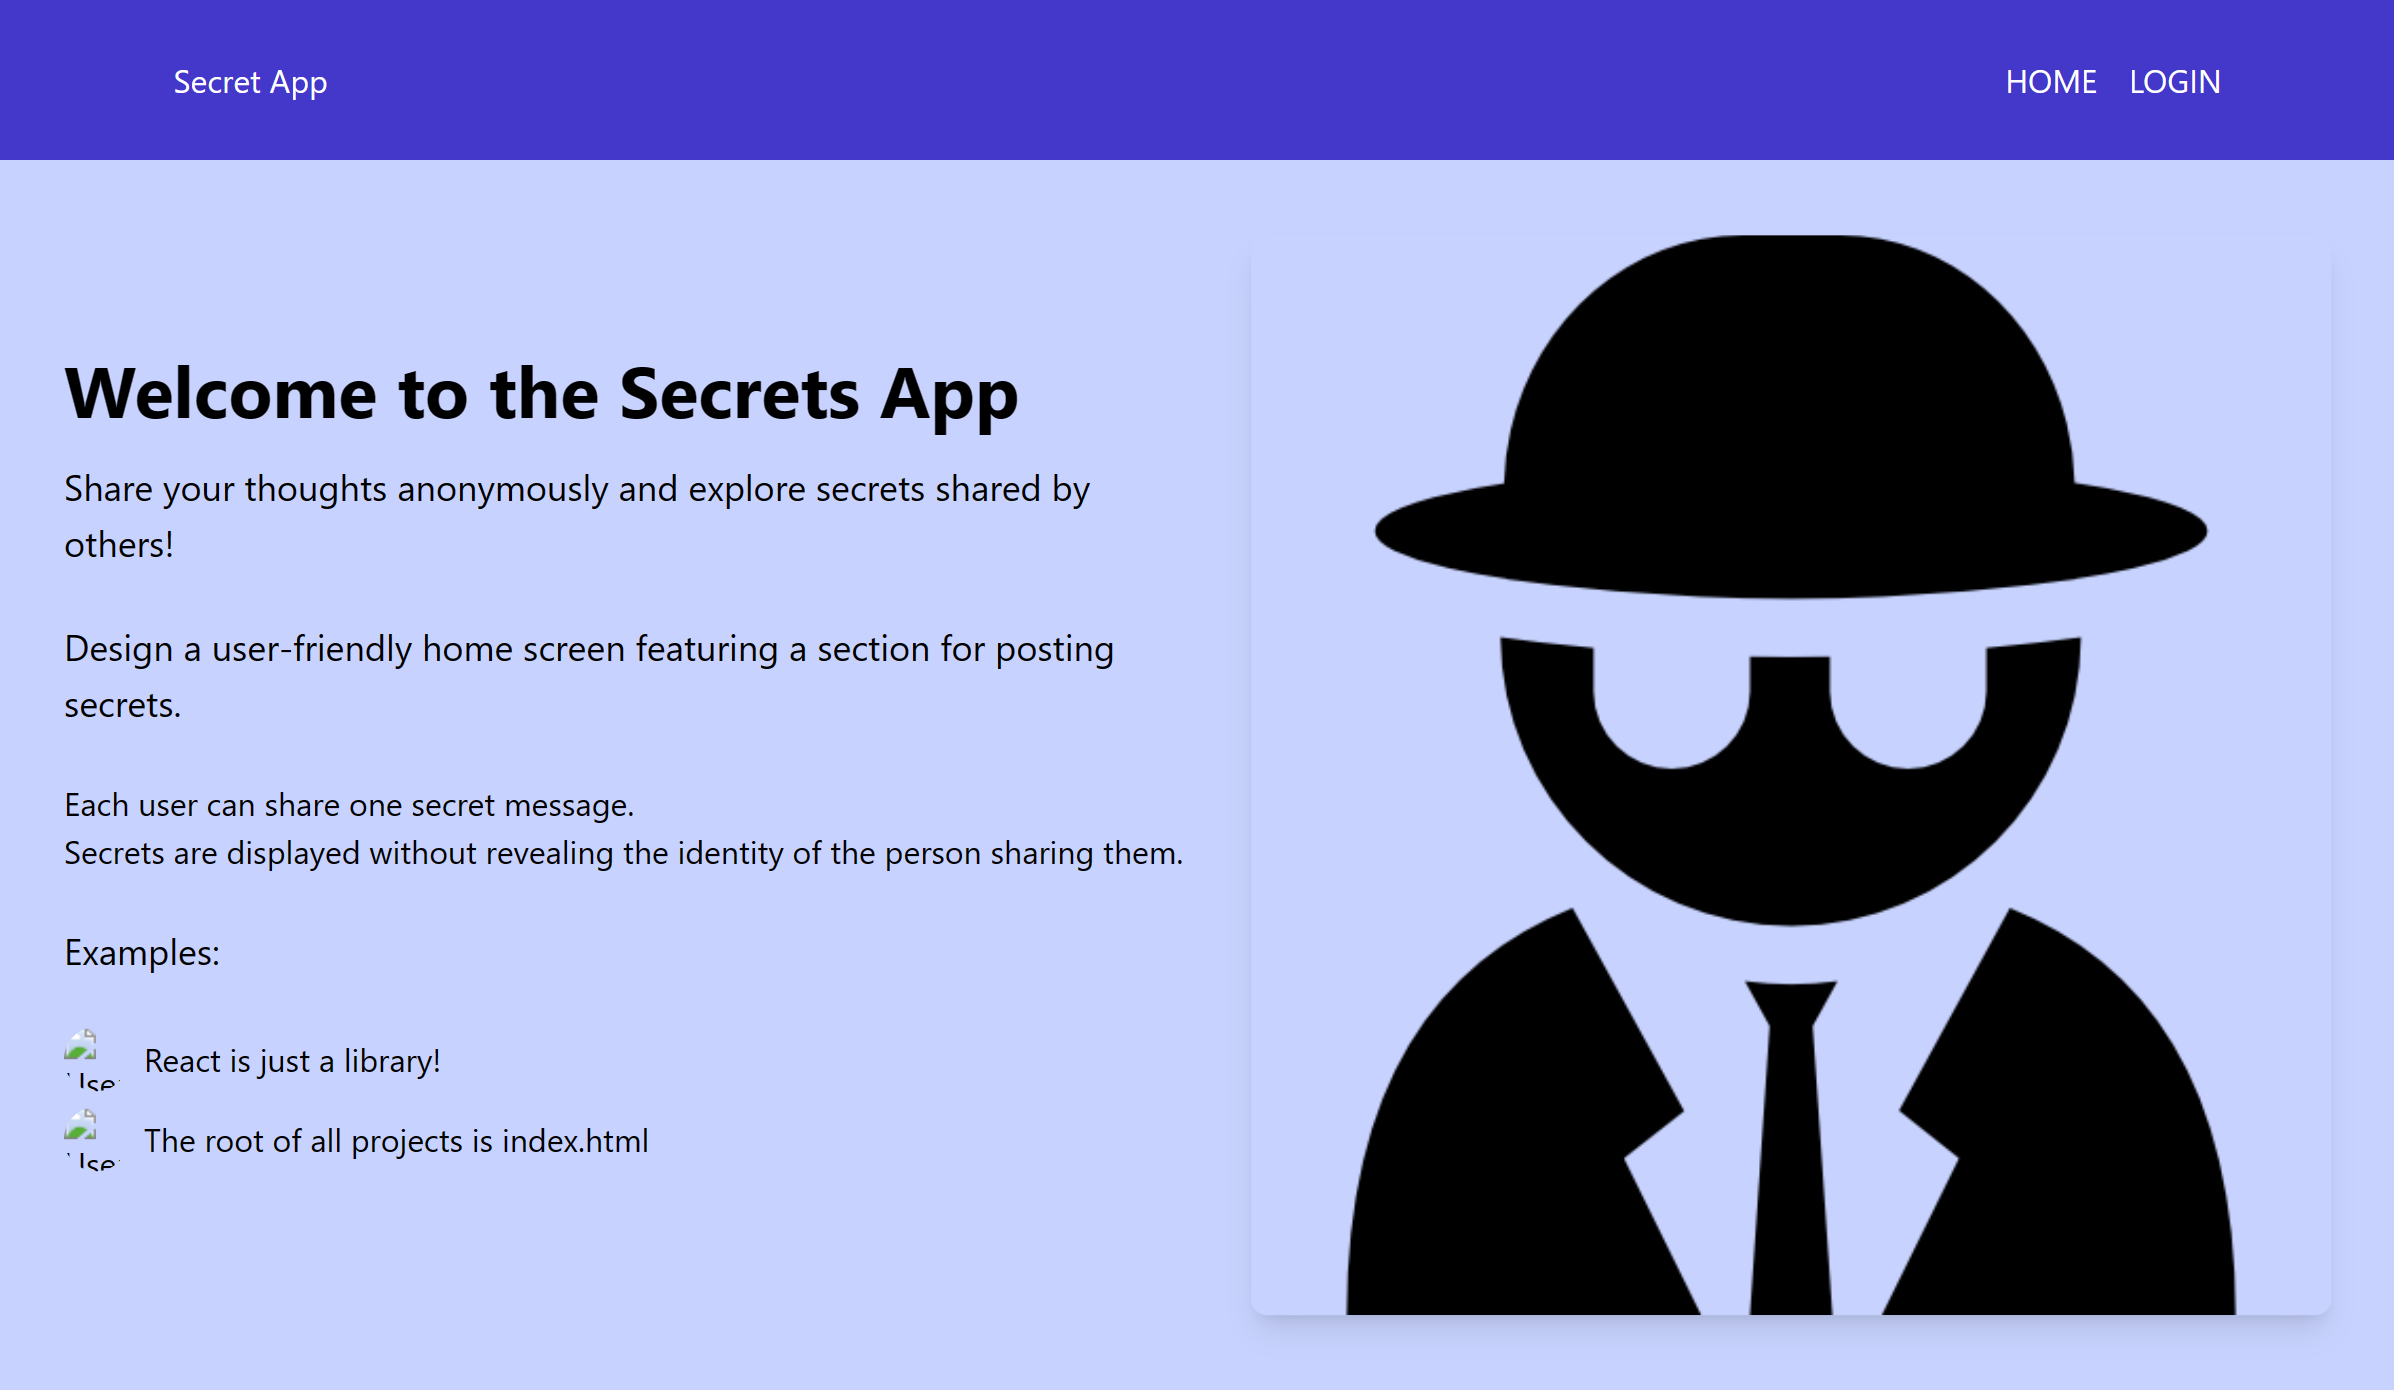 Secret App
HOME LOGIN
Welcome to the Secrets App
Share your thoughts anonymously and explore secrets shared by
others!
Design a user-friendly home screen featuring a section for posting
secrets.
Each user can share one secret message.
Secrets are displayed without revealing the identity of the person sharing them.
Examples:
React is just a library!
The root of all projects is index.html